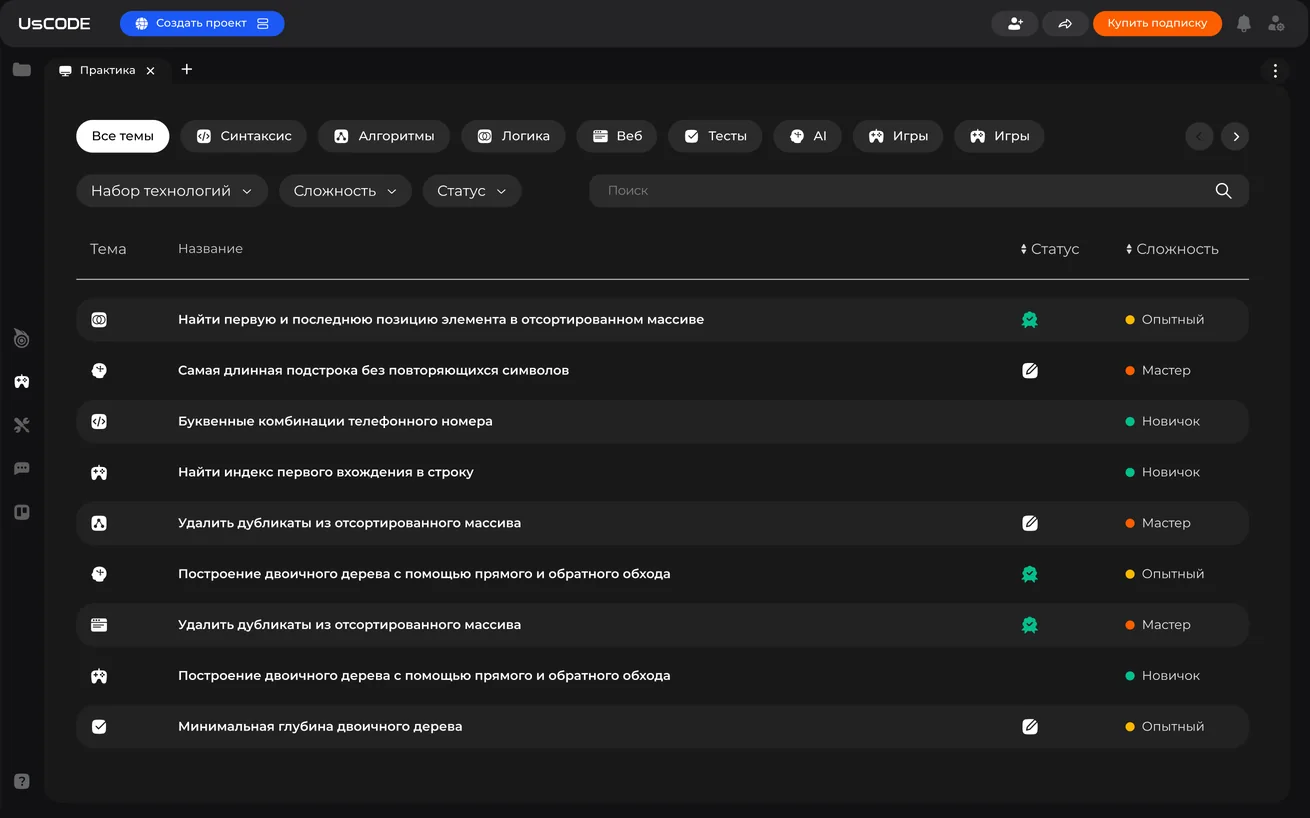 UsCODE Создать проект Купить подписку
Практика
Все темы Синтаксис Алгоритмы Логика Веб Тесты AI Игры Игры
Набор технологий Сложность Статус Поиск
Тема Название Статус Сложность
Найти первую и последнюю позицию элемента в отсортированном массиве Опытный
Самая длинная подстрока без повторяющихся символов Мастер
Буквенные комбинации телефонного номера Новичок
Найти индекс первого вхождения в строку Новичок
Удалить дубликаты из отсортированного массива Мастер
Построение двоичного дерева с помощью прямого и обратного обхода Опытный
Удалить дубликаты из отсортированного массива Мастер
Построение двоичного дерева с помощью прямого и обратного обхода Новичок
Минимальная глубина двоичного дерева Опытный